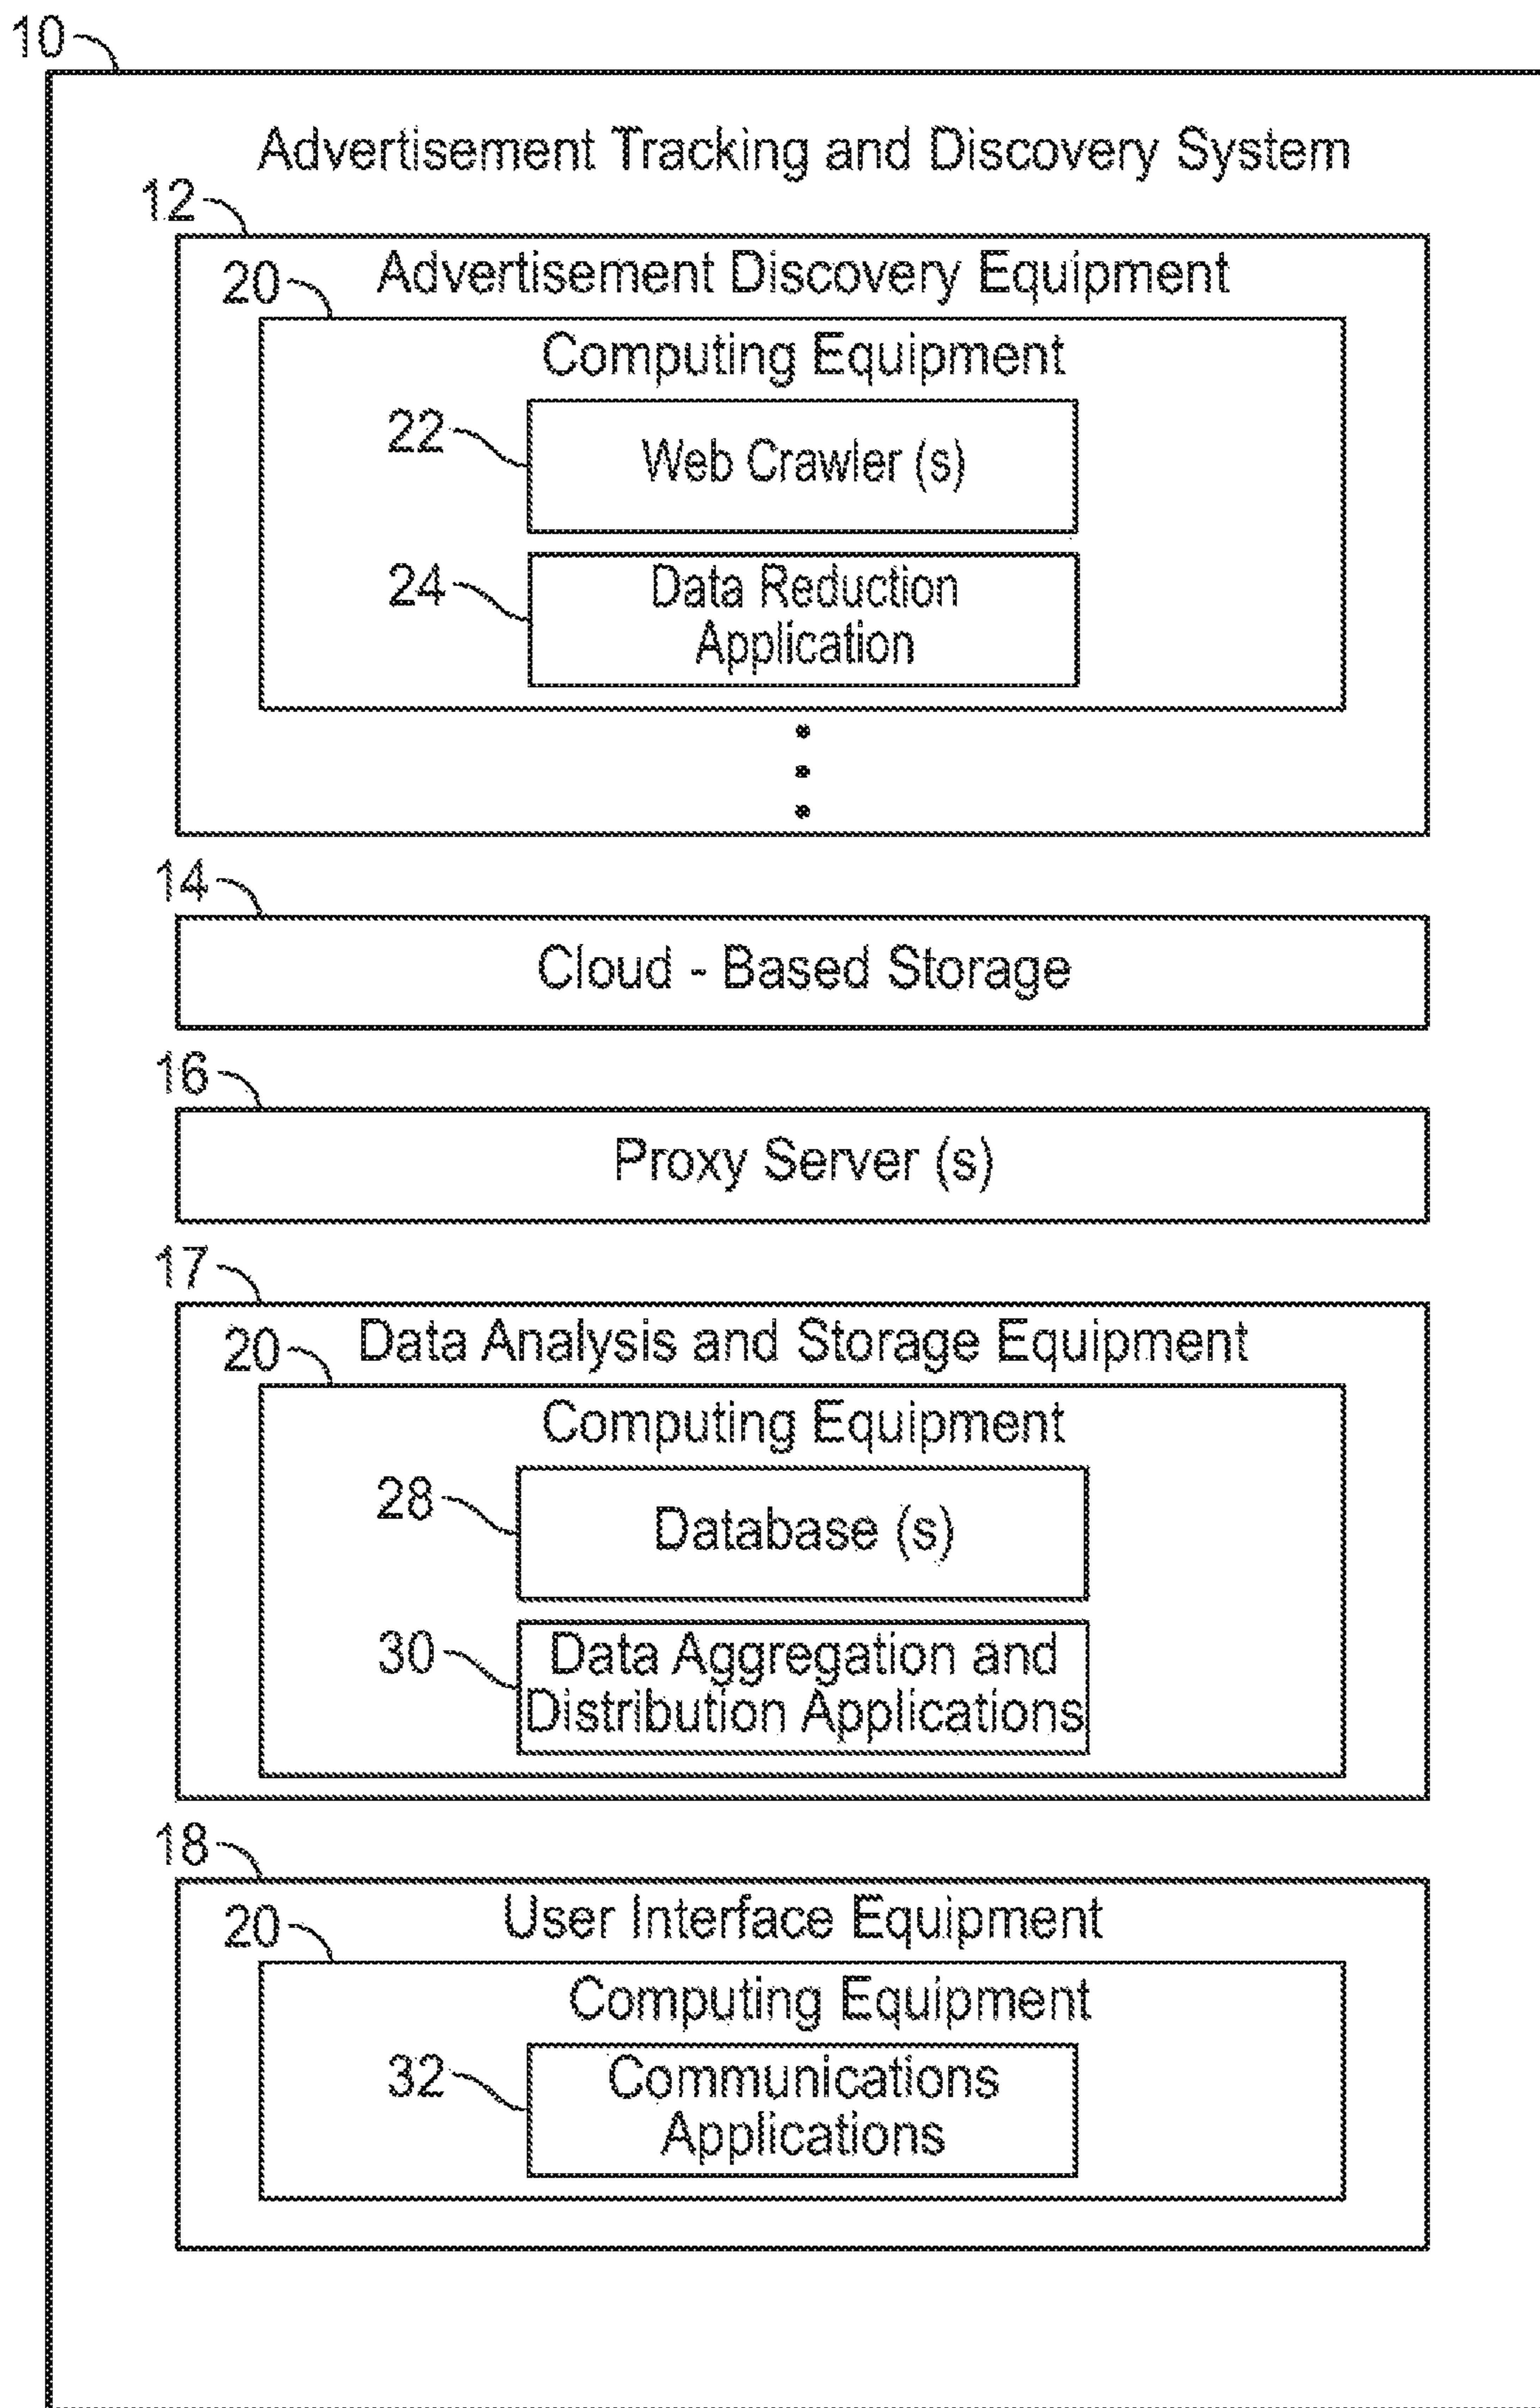 10
Advertisement Tracking and Discovery System
12
Advertisement Discovery Equipment
20
Computing Equipment
22
Web Crawler (s)
24
Data Reduction
Application
14
Cloud - Based Storage
16
Proxy Server (s)
17
Data Analysis and Storage Equipment
20
Computing Equipment
28
Database (s)
30
Data Aggregation and
Distribution Applications
18
User Interface Equipment
20
Computing Equipment
32
Communications
Applications